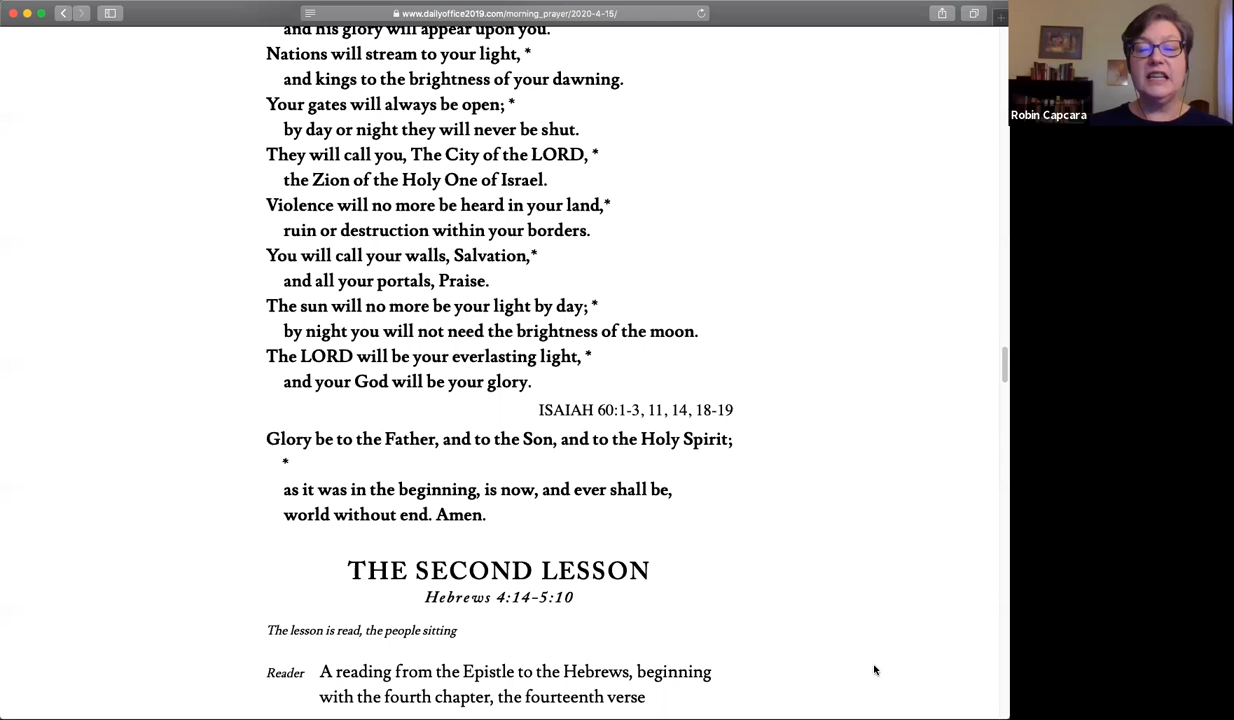 www.dailyoffice2019.com/morning_prayer/2020-4-15/
and his glory will appear upon you.
Nations will stream to your light, *
and kings to the brightness of your dawning.
Your gates will always be open; *
by day or night they will never be shut.
They will call you, The City of the LORD, *
the Zion of the Holy One of Israel.
Violence will no more be heard in your land,*
ruin or destruction within your borders.
You will call your walls, Salvation,*
and all your portals, Praise.
The sun will no more be your light by day; *
by night you will not need the brightness of the moon.
The LORD will be your everlasting light, *
and your God will be your glory.
ISAIAH 60:1-3, 11, 14, 18-19
Glory be to the Father, and to the Son, and to the Holy Spirit;
*
as it was in the beginning, is now, and ever shall be,
world without end. Amen.
THE SECOND LESSON
Hebrews 4:14-5:10
The lesson is read, the people sitting
Reader A reading from the Epistle to the Hebrews, beginning
with the fourth chapter, the fourteenth verse
Robin Capcara